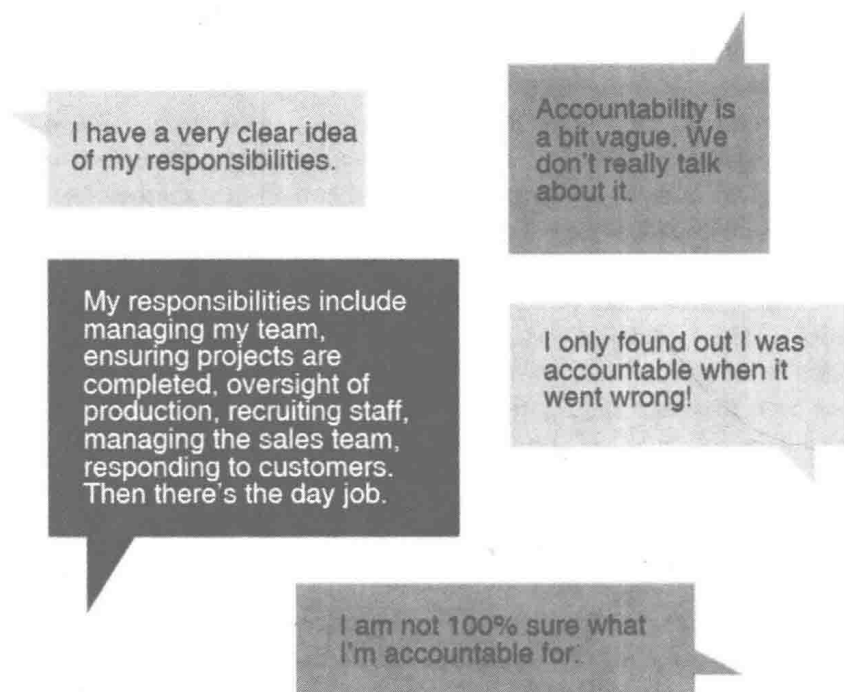 I have a very clear idea
of my responsibilities.
Accountability is
a bit vague. We
don't really talk
about it.
My responsibilities include
managing my team,
ensuring projects are
completed, oversight of
production, recruiting staff,
managing the sales team,
responding to customers.
Then there's the day job.
I only found out I was
accountable when it
went wrong!
I am not 100% sure what
I'm accountable for.